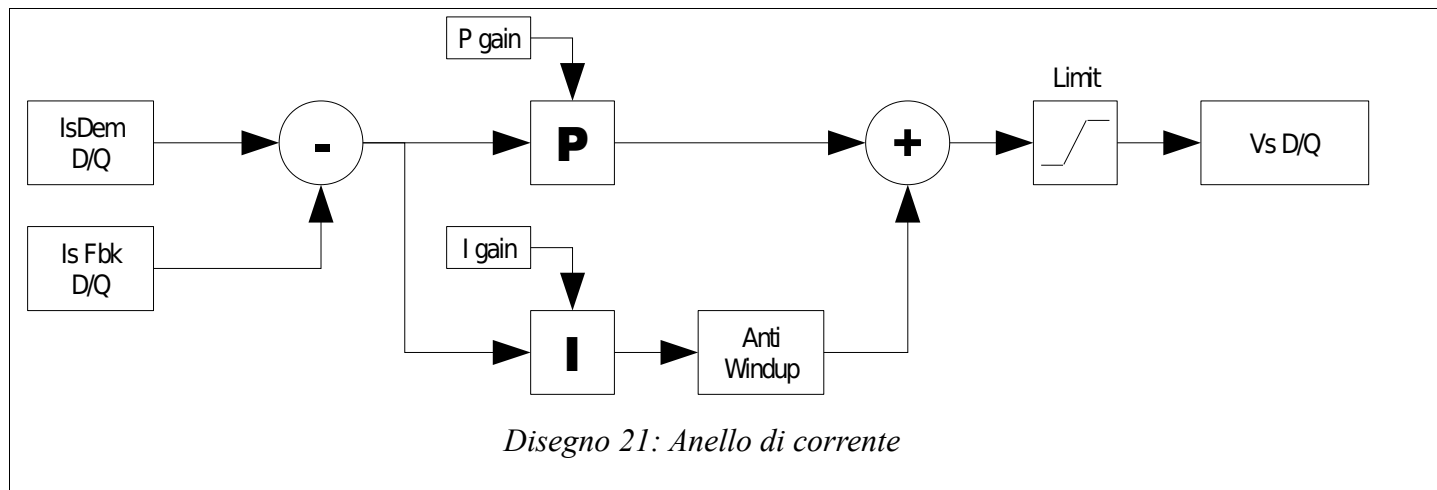 P gain
Limit
IsDem
D/Q
-
P
+
Vs D/Q
Is Fbk
D/Q
I gain
I
Anti
Windup
Disegno 21: Anello di corrente